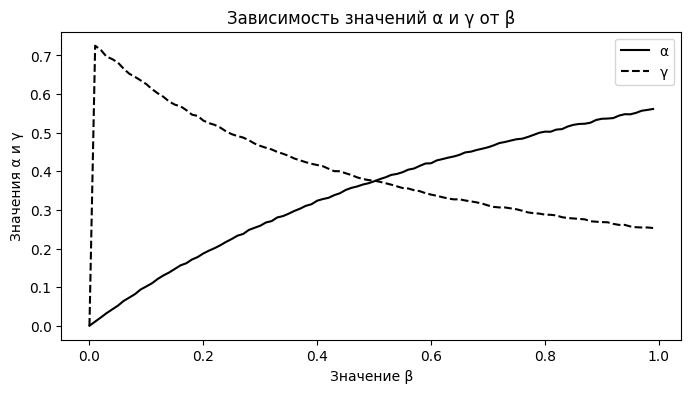 Зависимость значений α и γ от β
α
γ
Значения α и γ
0.7
0.6
0.5
0.4
0.3
0.2
0.1
0.0
0.0 0.2 0.4 0.6 0.8 1.0
Значение β